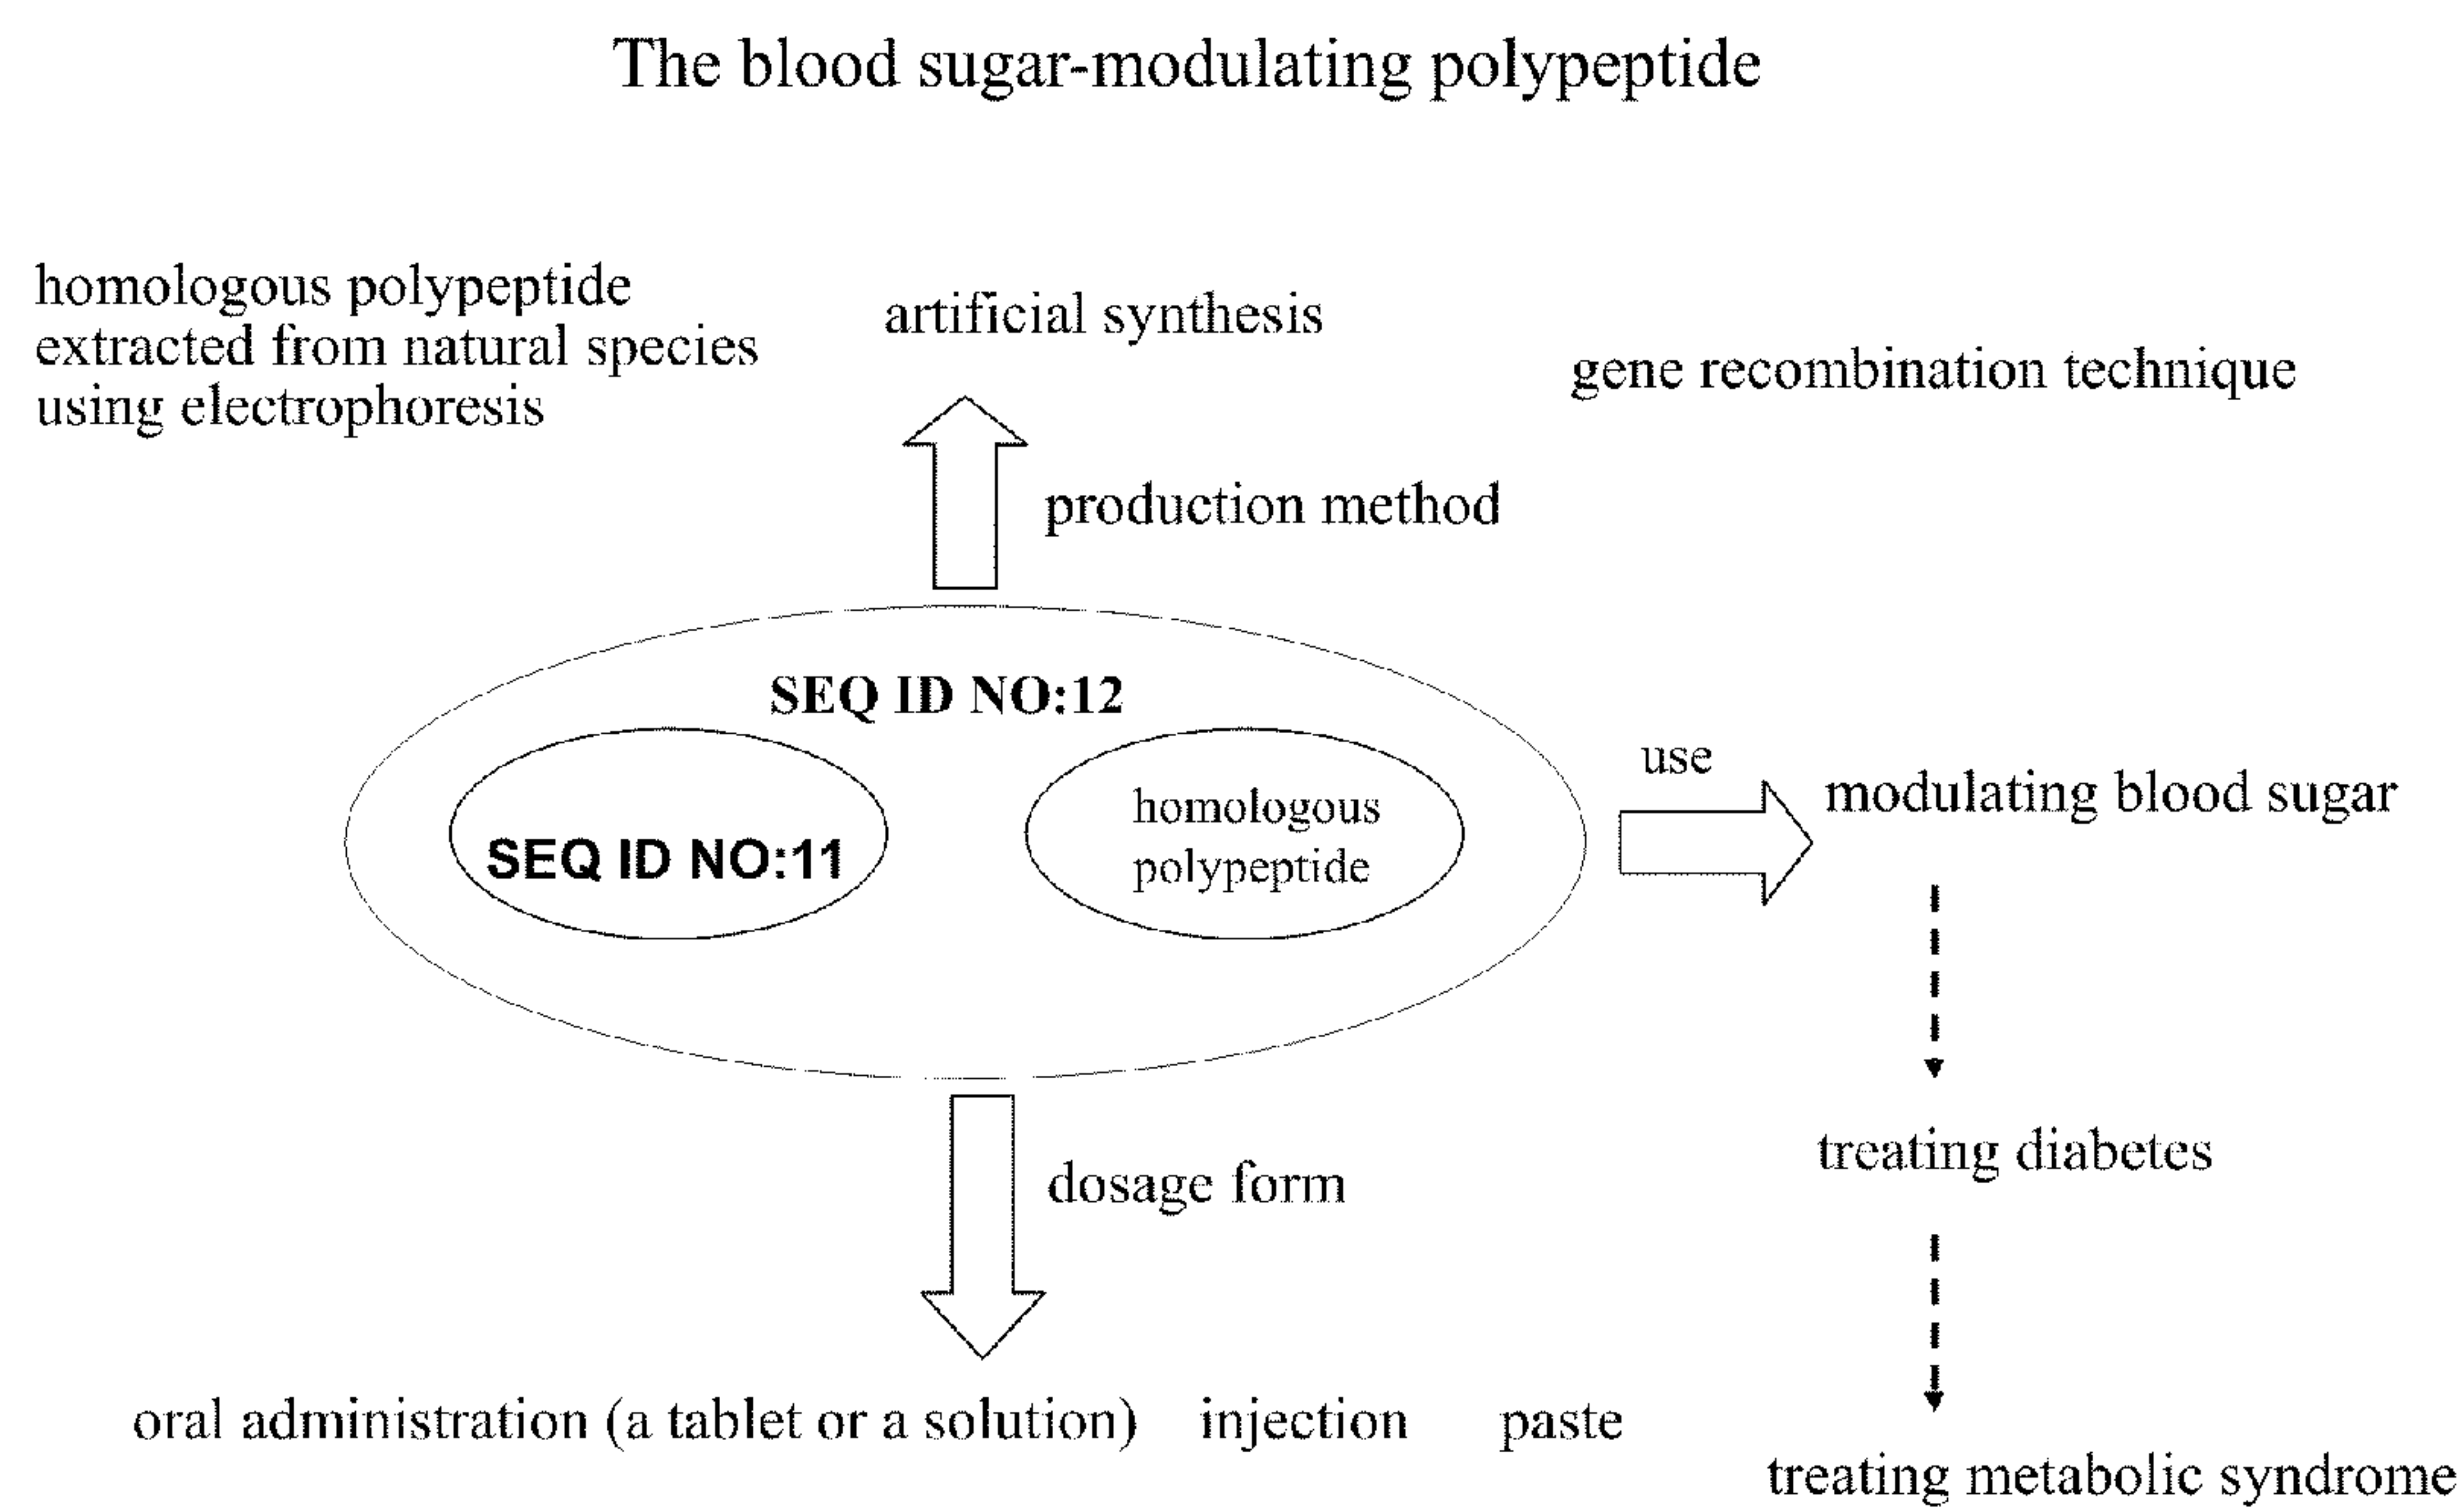 The blood sugar-modulating polypeptide
homologous polypeptide
extracted from natural species
using electrophoresis
artificial synthesis
gene recombination technique
production method
SEQ ID NO:12
SEQ ID NO:11
homologous
polypeptide
use
modulating blood sugar
treating diabetes
dosage form
oral administration (a tablet or a solution) injection paste
treating metabolic syndrome